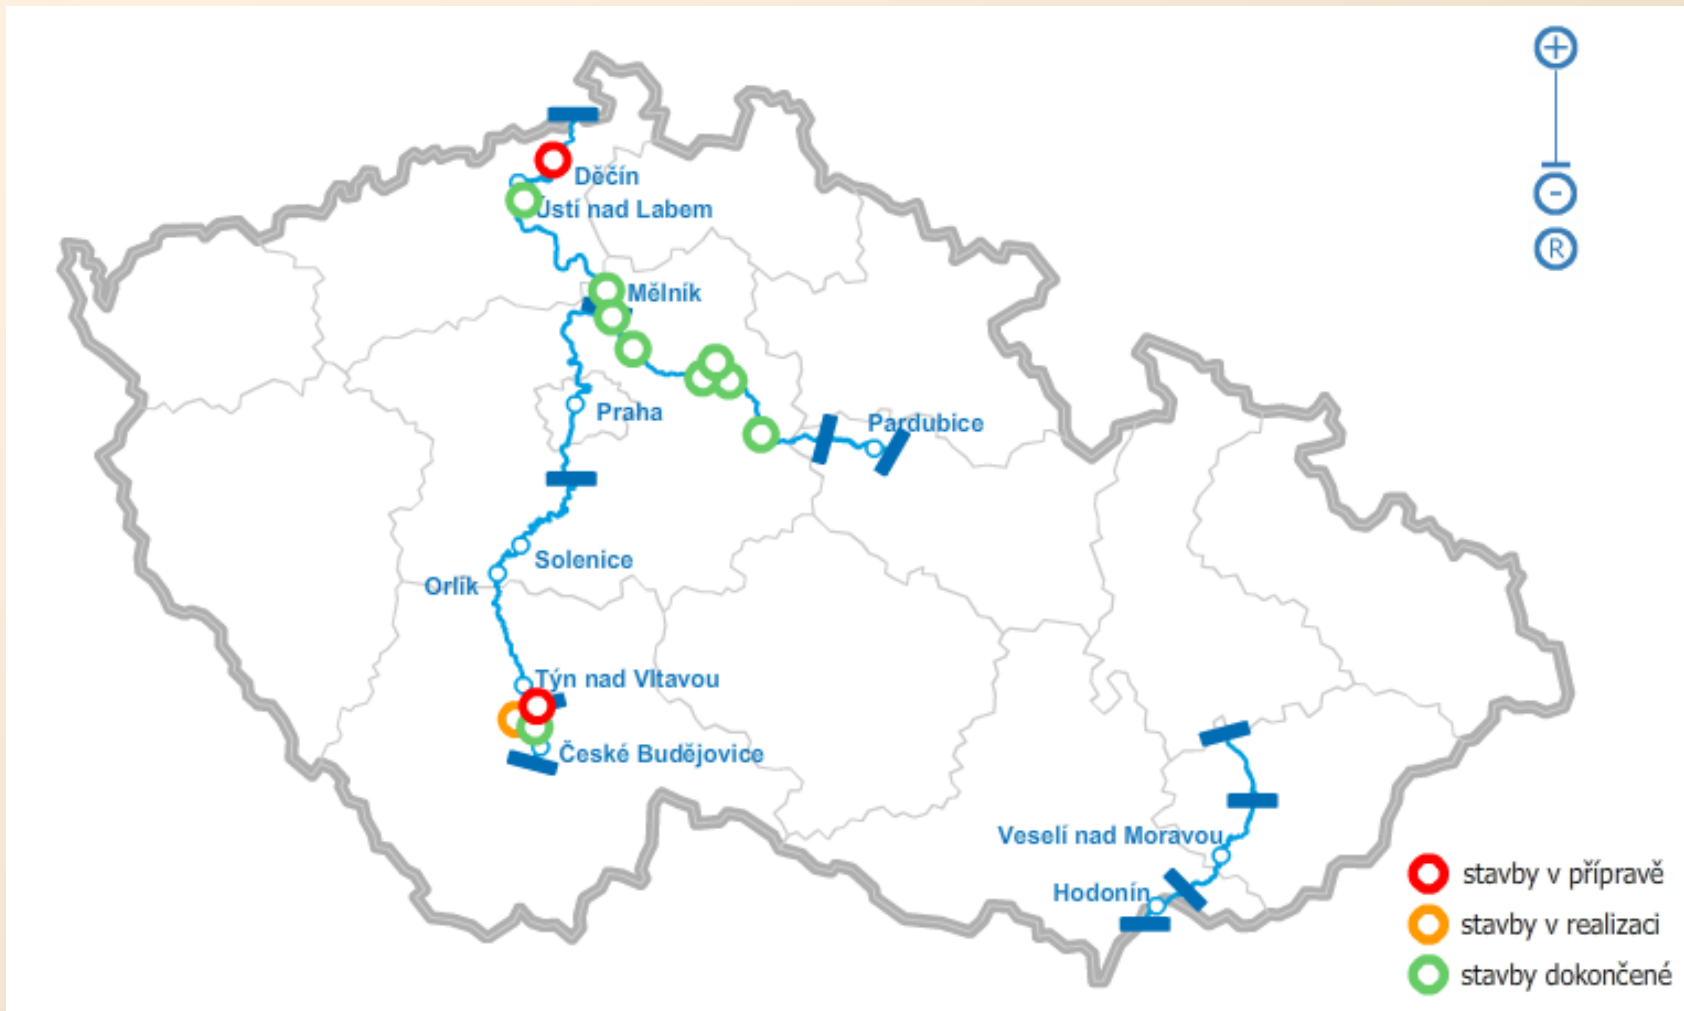 +
-
R
Děčín
Ústí nad Labem
Mělník
Praha
Pardubice
Solenice
Orlík
Týn nad Vltavou
České Budějovice
Veselí nad Moravou
Hodonín
stavby v přípravě
stavby v realizaci
stavby dokončené